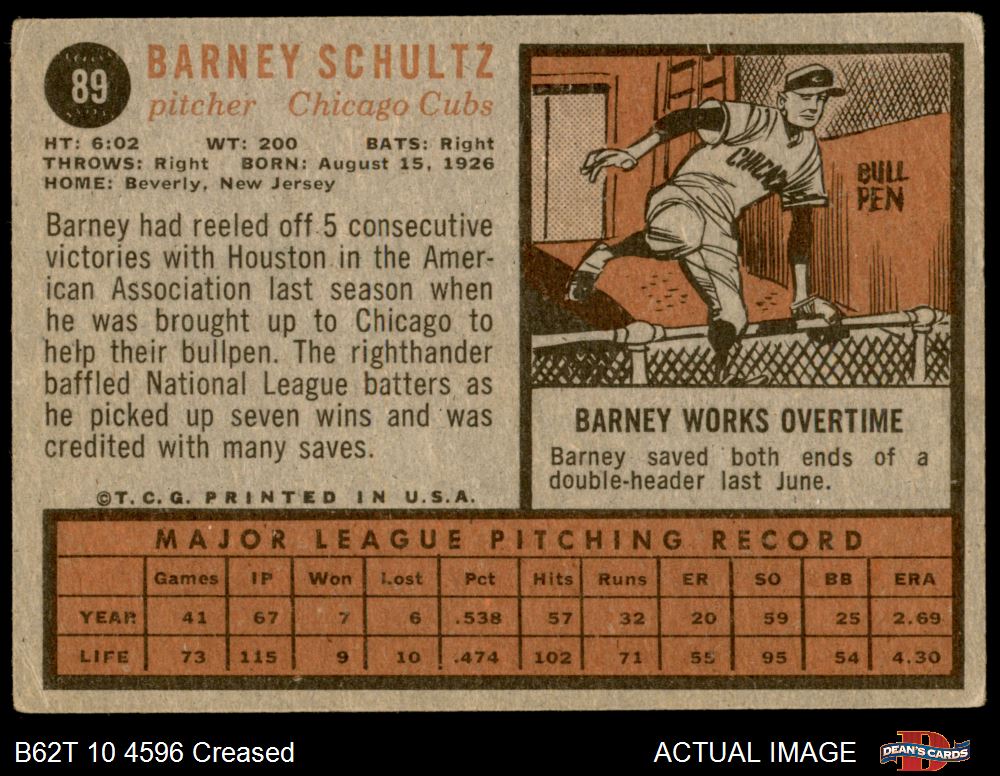 89
BARNEY SCHULTZ
pitcher Chicago Cubs
HT: 6:02 WT: 200 BATS: Right
THROWS: Right BORN: August 15, 1926
HOME: Beverly, New Jersey
Barney had reeled off 5 consecutive
victories with Houston in the Amer-
ican Association last season when
he was brought up to Chicago to
help their bullpen. The righthander
baffled National League batters as
he picked up seven wins and was
credited with many saves.
©T.C.G. PRINTED IN U.S.A.
CHICAGO
BULL
PEN
BARNEY WORKS OVERTIME
Barney saved both ends of a
double-header last June.
MAJOR LEAGUE PITCHING RECORD
Games IP Won Lost Pct Hits Runs ER SO BB ERA
YEAR 41 67 7 6 .538 57 32 20 59 25 2.69
LIFE 73 115 9 10 .474 102 71 55 95 54 4.30
B62T 10 4596 Creased
ACTUAL IMAGE
D
DEAN'S CARDS